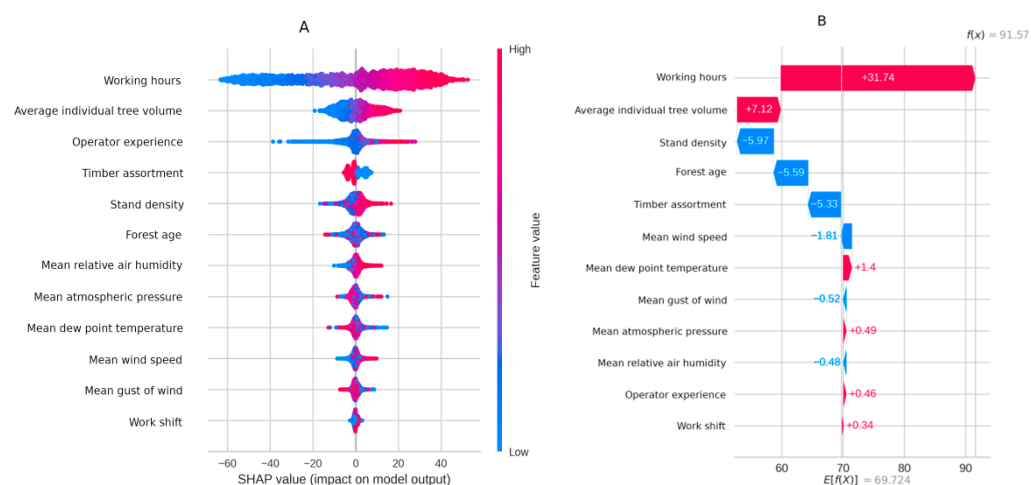 A
Working hours
Average individual tree volume
Operator experience
Timber assortment
Stand density
Forest age
Mean relative air humidity
Mean atmospheric pressure
Mean dew point temperature
Mean wind speed
Mean gust of wind
Work shift
−60 −40 −20 0 20 40
SHAP value (impact on model output)
High
Feature value
Low
B
f(x) = 91.57
Working hours +31.74
Average individual tree volume +7.12
Stand density −5.97
Forest age −5.59
Timber assortment −5.33
Mean wind speed −1.81
Mean dew point temperature +1.4
Mean gust of wind −0.52
Mean atmospheric pressure +0.49
Mean relative air humidity −0.48
Operator experience +0.46
Work shift +0.34
60 70 80 90
E[f(X)] = 69.724